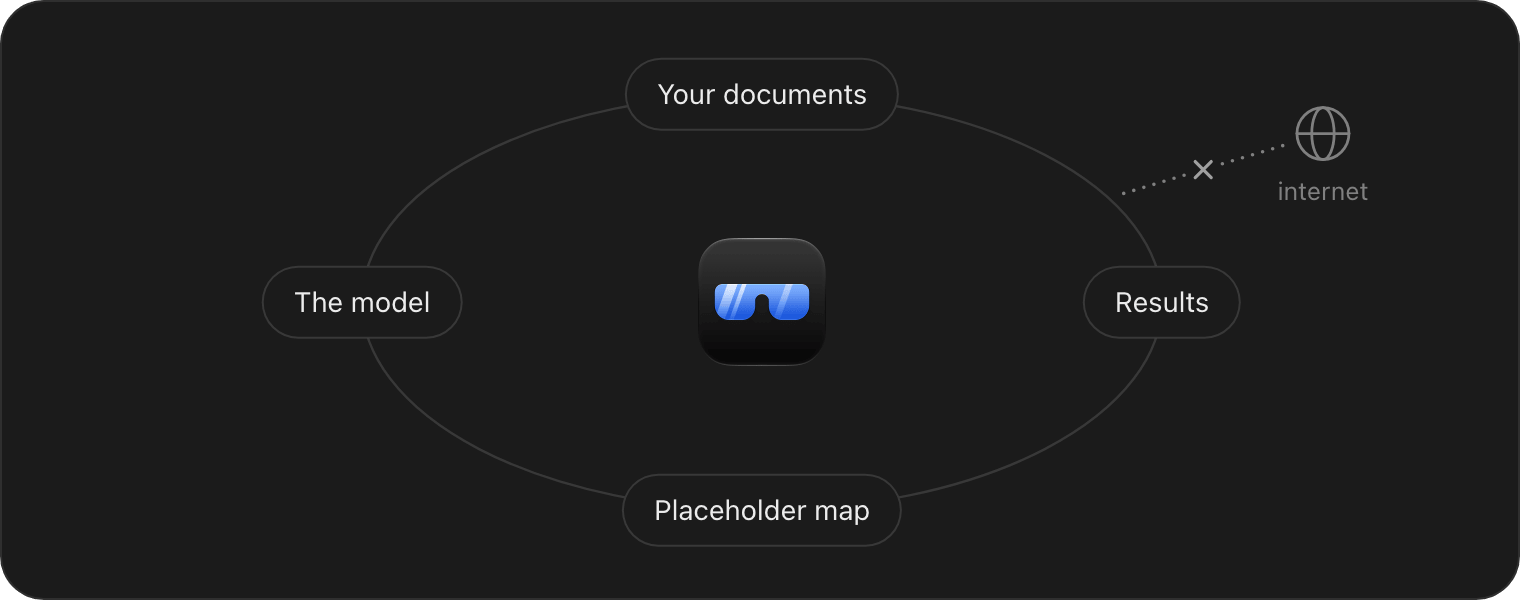 Your documents
internet
The model
Results
Placeholder map